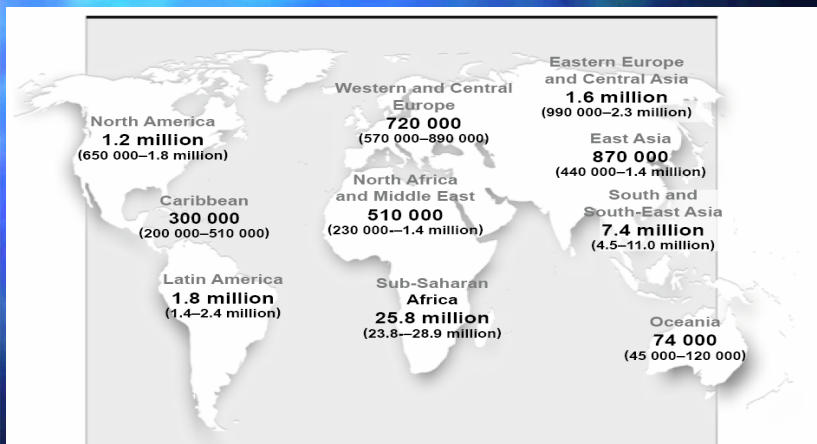 North America
1.2 million
(650 000–1.8 million)
Caribbean
300 000
(200 000–510 000)
Latin America
1.8 million
(1.4–2.4 million)
Western and Central
Europe
720 000
(570 000–890 000)
North Africa
and Middle East
510 000
(230 000-–1.4 million)
Sub-Saharan
Africa
25.8 million
(23.8-–28.9 million)
Eastern Europe
and Central Asia
1.6 million
(990 000–2.3 million)
East Asia
870 000
(440 000–1.4 million)
South and
South-East Asia
7.4 million
(4.5–11.0 million)
Oceania
74 000
(45 000–120 000)